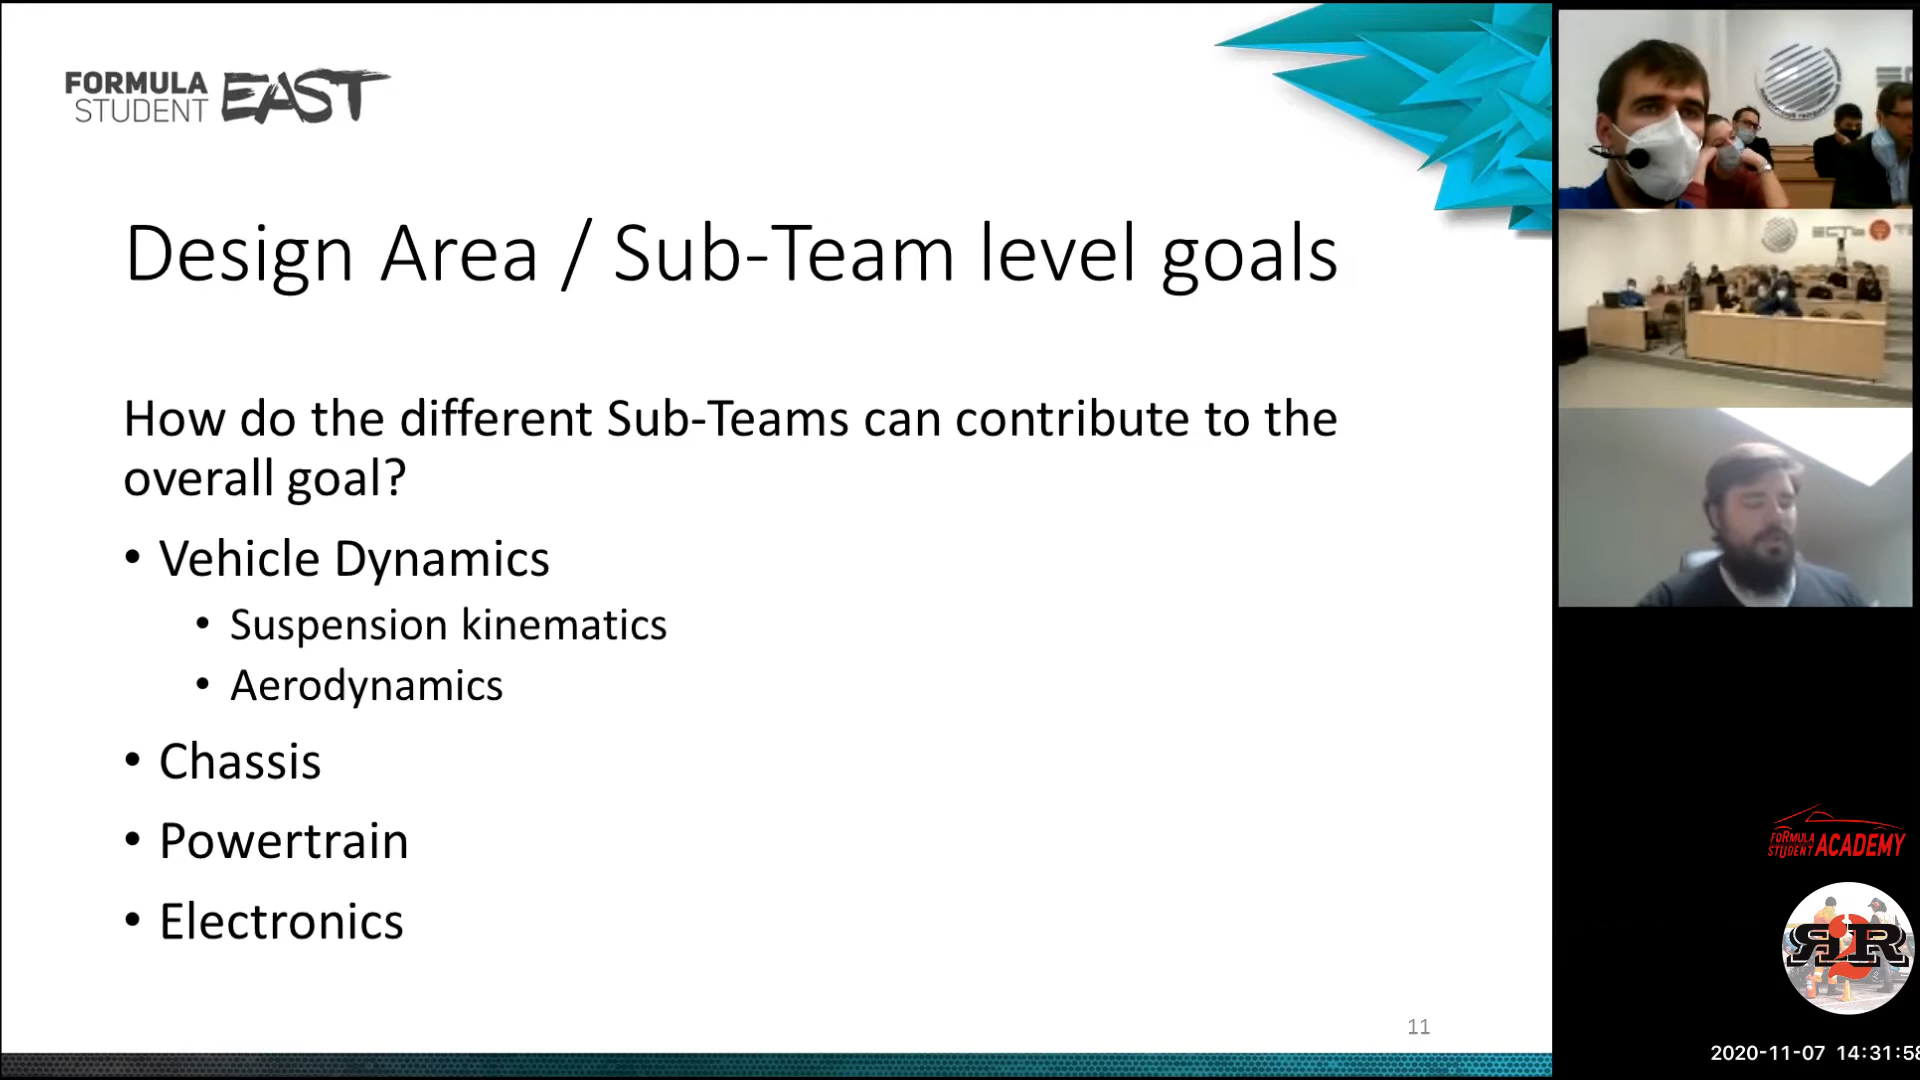 FORMULA
STUDENT
EAST
Design Area / Sub-Team level goals
How do the different Sub-Teams can contribute to the
overall goal?
• Vehicle Dynamics
• Suspension kinematics
• Aerodynamics
• Chassis
• Powertrain
• Electronics
11
ЕСТЬ
FORMULA
STUDENT ACADEMY
2020-11-07 14:31:58